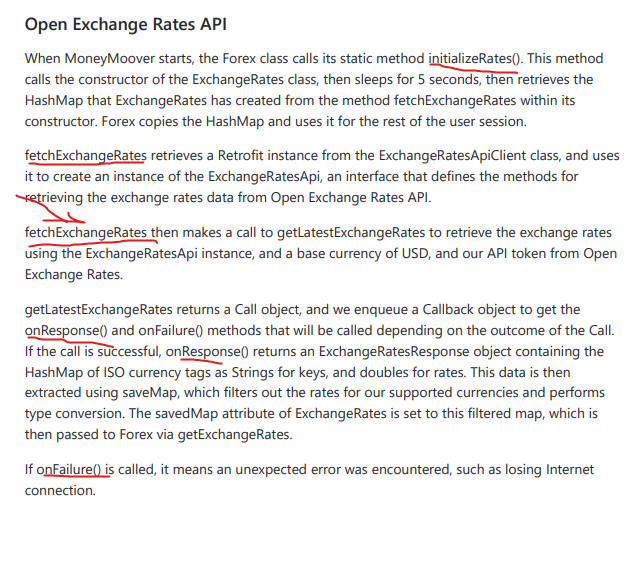 Open Exchange Rates API
When MoneyMoover starts, the Forex class calls its static method initializeRates(). This method
calls the constructor of the ExchangeRates class, then sleeps for 5 seconds, then retrieves the
HashMap that ExchangeRates has created from the method fetchExchangeRates within its
constructor. Forex copies the HashMap and uses it for the rest of the user session.
fetchExchangeRates retrieves a Retrofit instance from the ExchangeRatesApiClient class, and uses
it to create an instance of the ExchangeRatesApi, an interface that defines the methods for
retrieving the exchange rates data from Open Exchange Rates API.
fetchExchangeRates then makes a call to getLatestExchangeRates to retrieve the exchange rates
using the ExchangeRatesApi instance, and a base currency of USD, and our API token from Open
Exchange Rates.
getLatestExchangeRates returns a Call object, and we enqueue a Callback object to get the
onResponse() and onFailure() methods that will be called depending on the outcome of the Call.
If the call is successful, onResponse() returns an ExchangeRatesResponse object containing the
HashMap of ISO currency tags as Strings for keys, and doubles for rates. This data is then
extracted using saveMap, which filters out the rates for our supported currencies and performs
type conversion. The savedMap attribute of ExchangeRates is set to this filtered map, which is
then passed to Forex via getExchangeRates.
If onFailure() is called, it means an unexpected error was encountered, such as losing Internet
connection.